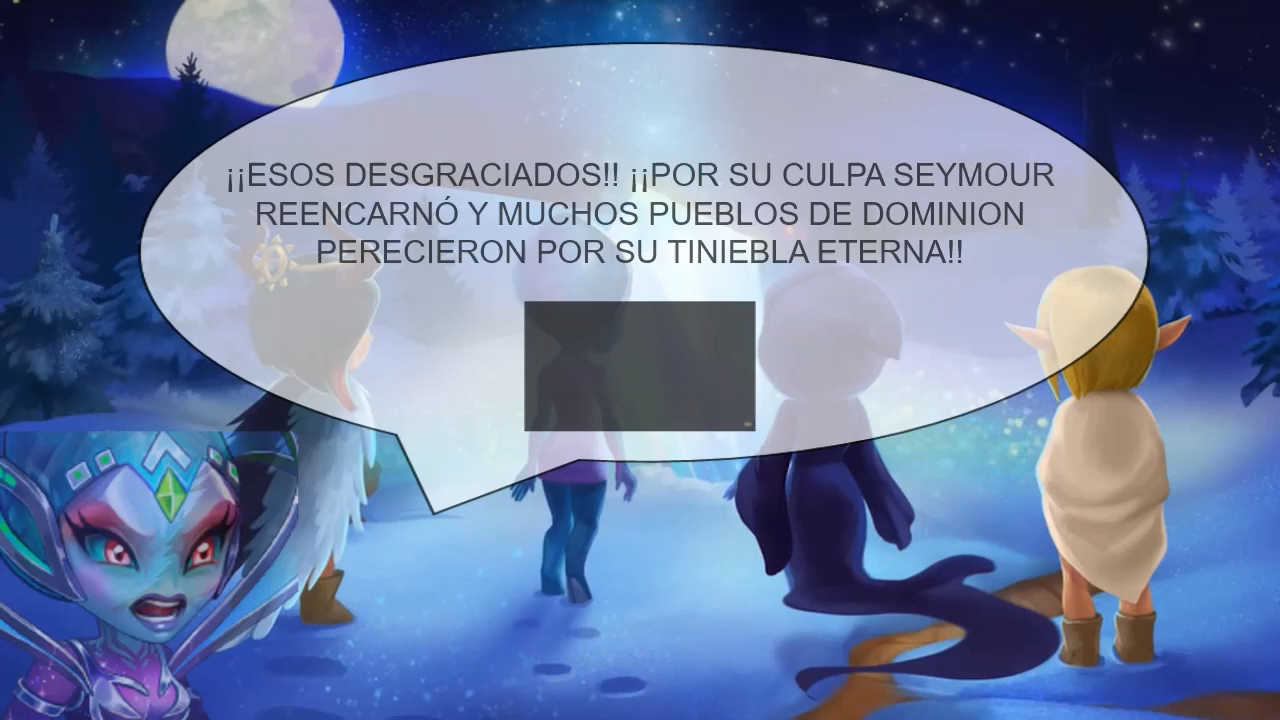 ¡¡ESOS DESGRACIADOS!! ¡¡POR SU CULPA SEYMOUR
REENCARNÓ Y MUCHOS PUEBLOS DE DOMINION
PERECIERON POR SU TINIEBLA ETERNA!!